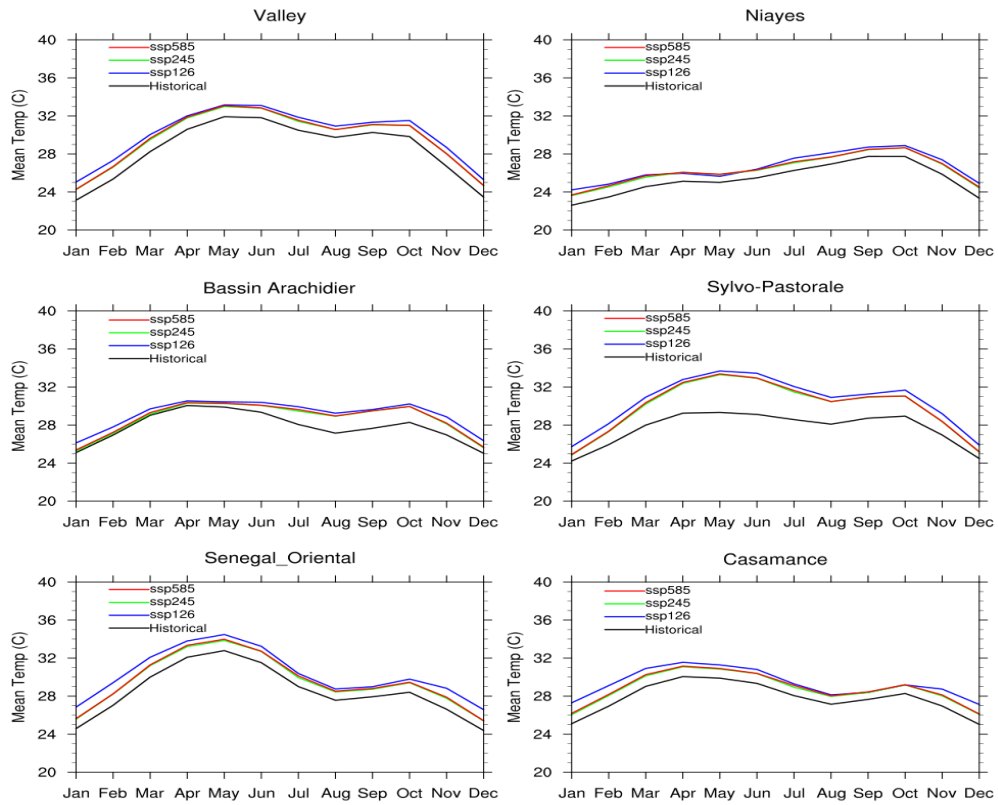 Valley
40
36
32
28
24
20
Mean Temp (C)
ssp585
ssp245
ssp126
Historical
Jan Feb Mar Apr May Jun Jul Aug Sep Oct Nov Dec
Niayes
40
36
32
28
24
20
Mean Temp (C)
ssp585
ssp245
ssp126
Historical
Jan Feb Mar Apr May Jun Jul Aug Sep Oct Nov Dec
Bassin Arachidier
40
36
32
28
24
20
Mean Temp (C)
ssp585
ssp245
ssp126
Historical
Jan Feb Mar Apr May Jun Jul Aug Sep Oct Nov Dec
Sylvo-Pastorale
40
36
32
28
24
20
Mean Temp (C)
ssp585
ssp245
ssp126
Historical
Jan Feb Mar Apr May Jun Jul Aug Sep Oct Nov Dec
Senegal_Oriental
40
36
32
28
24
20
Mean Temp (C)
ssp585
ssp245
ssp126
Historical
Jan Feb Mar Apr May Jun Jul Aug Sep Oct Nov Dec
Casamance
40
36
32
28
24
20
Mean Temp (C)
ssp585
ssp245
ssp126
Historical
Jan Feb Mar Apr May Jun Jul Aug Sep Oct Nov Dec